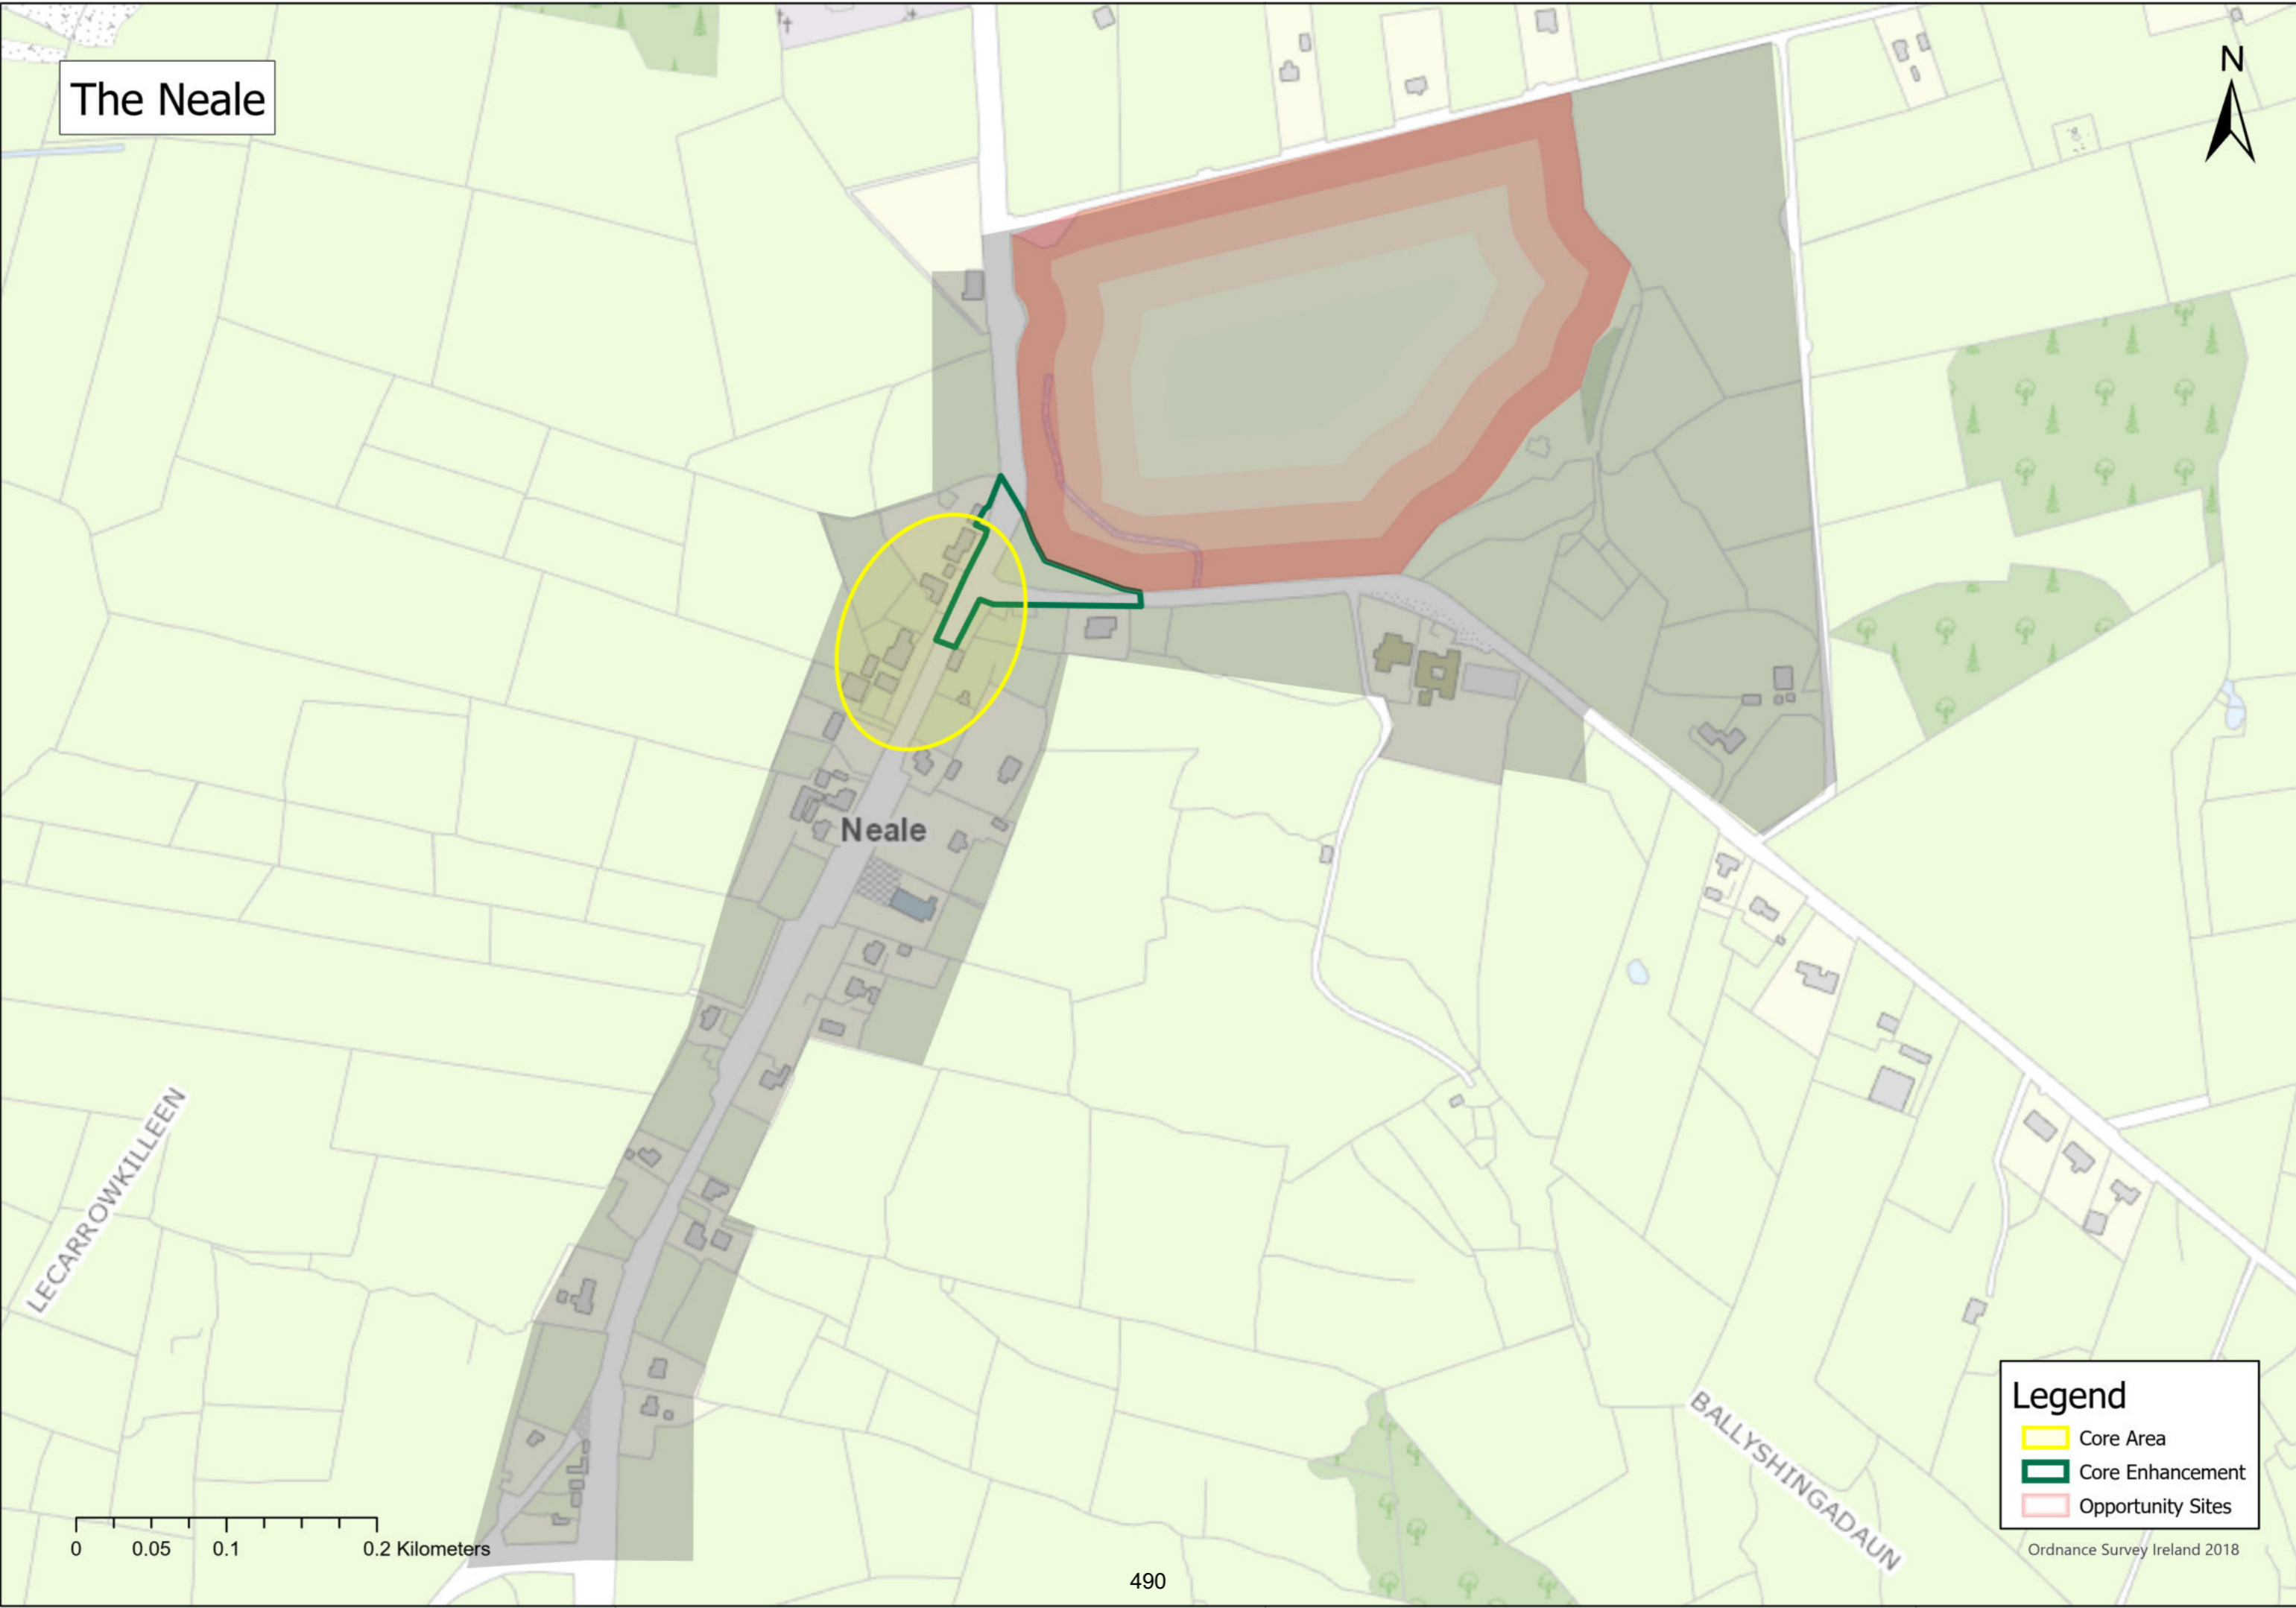 The Neale
N
Neale
LECARROWKILLEEN
BALLYSHINGADAUN
Legend
Core Area
Core Enhancement
Opportunity Sites
0 0.05 0.1 0.2 Kilometers
Ordnance Survey Ireland 2018
490